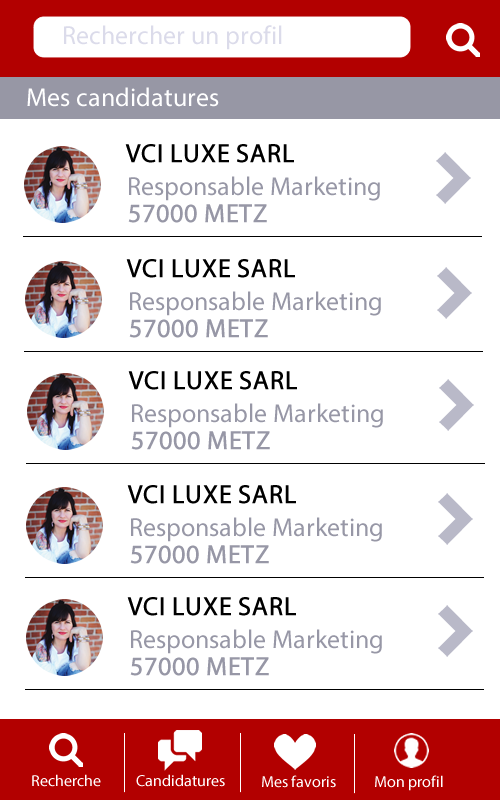 Rechercher un profil
Mes candidatures
VCI LUXE SARL
Responsable Marketing
57000 METZ
VCI LUXE SARL
Responsable Marketing
57000 METZ
VCI LUXE SARL
Responsable Marketing
57000 METZ
VCI LUXE SARL
Responsable Marketing
57000 METZ
VCI LUXE SARL
Responsable Marketing
57000 METZ
Recherche Candidatures Mes favoris Mon profil